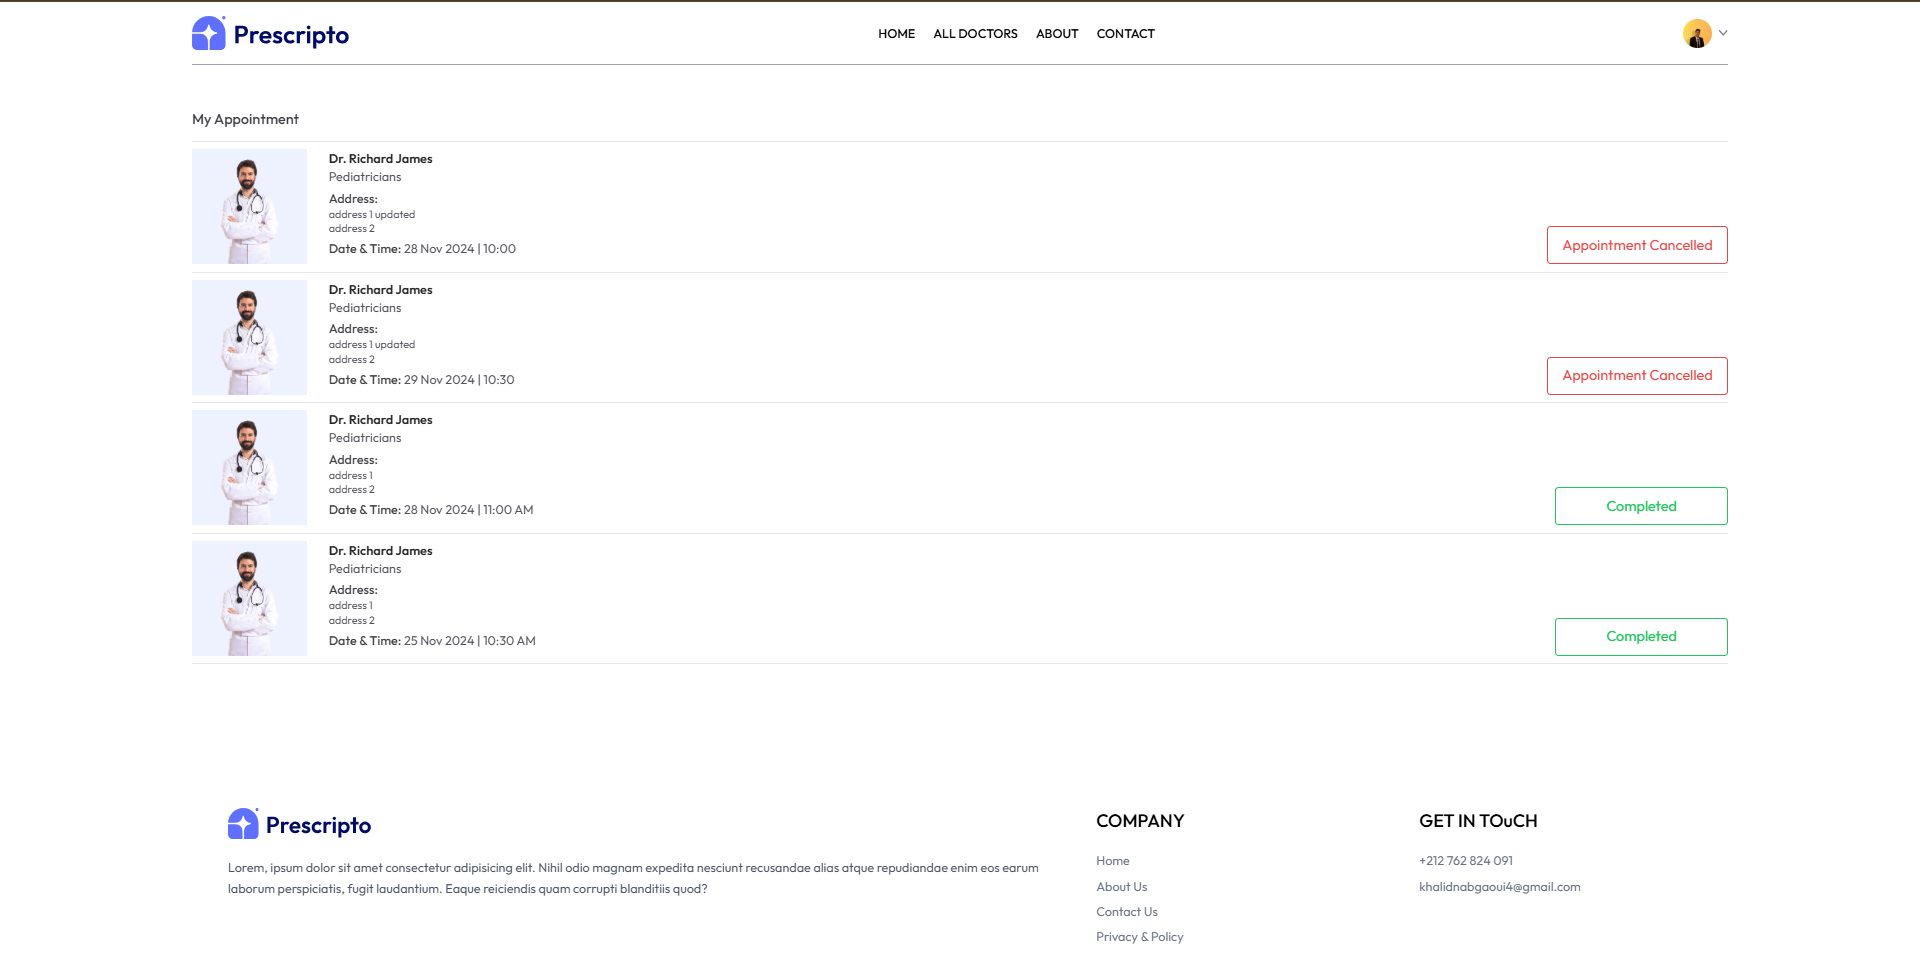 Prescripto
HOME
ALL DOCTORS
ABOUT
CONTACT
My Appointment
Dr. Richard James
Pediatricians
Address:
address 1 updated
address 2
Date & Time: 28 Nov 2024 | 10:00
Appointment Cancelled
Dr. Richard James
Pediatricians
Address:
address 1 updated
address 2
Date & Time: 29 Nov 2024 | 10:30
Appointment Cancelled
Dr. Richard James
Pediatricians
Address:
address 1
address 2
Date & Time: 28 Nov 2024 | 11:00 AM
Completed
Dr. Richard James
Pediatricians
Address:
address 1
address 2
Date & Time: 25 Nov 2024 | 10:30 AM
Completed
Prescripto
Lorem, ipsum dolor sit amet consectetur adipisicing elit. Nihil odio magnam expedita nesciunt recusandae alias atque repudiandae enim eos earum
laborum perspiciatis, fugit laudantium. Eaque reiciendis quam corrupti blanditiis quod?
COMPANY
Home
About Us
Contact Us
Privacy & Policy
GET IN TOuCH
+212 762 824 091
khalidnabgaoui4@gmail.com